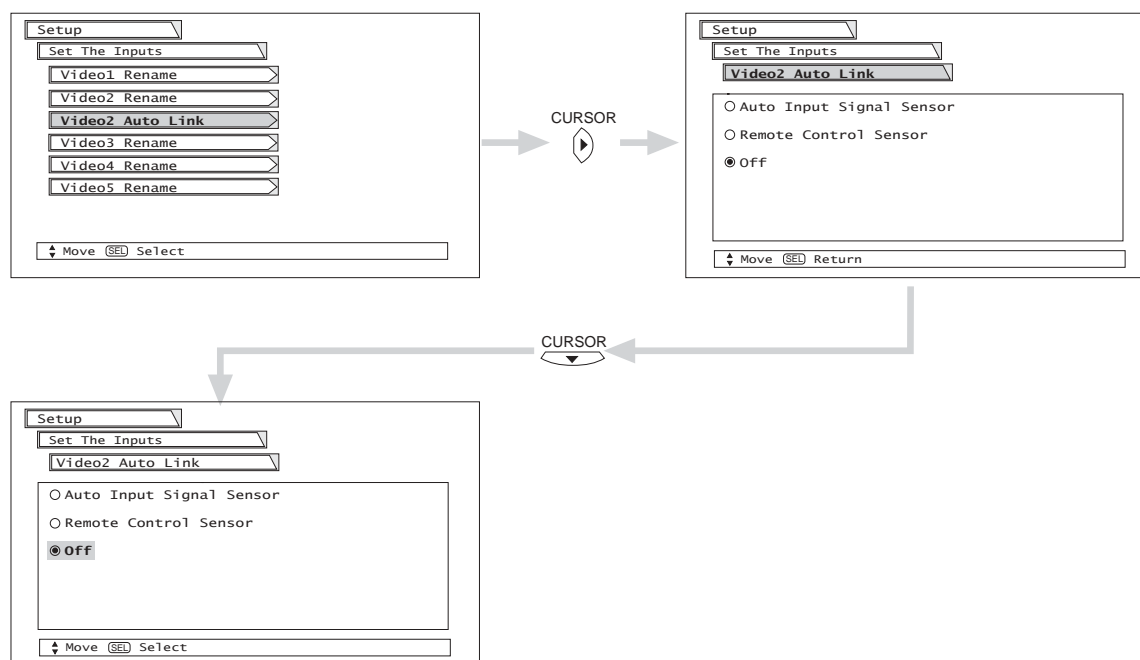 Setup
Set The Inputs
Video1 Rename
Video2 Rename
Video2 Auto Link
Video3 Rename
Video4 Rename
Video5 Rename
Move SEL Select
CURSOR
Setup
Set The Inputs
Video2 Auto Link
Auto Input Signal Sensor
Remote Control Sensor
Off
Move SEL Return
CURSOR
Setup
Set The Inputs
Video2 Auto Link
Auto Input Signal Sensor
Remote Control Sensor
Off
Move SEL Select